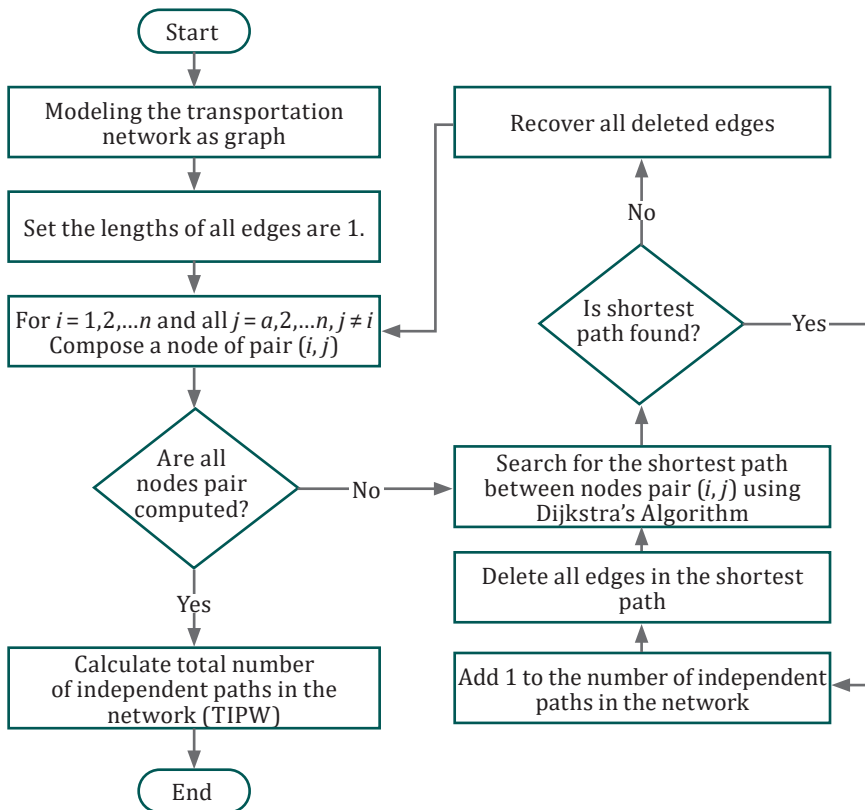 Start
Modeling the transportation
network as graph
Set the lengths of all edges are 1.
For i = 1,2,...n and all j = a,2,...n, j ≠ i
Compose a node of pair (i, j)
Are all
nodes pair
computed?
No
Yes
Calculate total number
of independent paths in the
network (TIPW)
End
Recover all deleted edges
No
Is shortest
path found?
Yes
Search for the shortest path
between nodes pair (i, j) using
Dijkstra's Algorithm
Delete all edges in the shortest
path
Add 1 to the number of independent
paths in the network